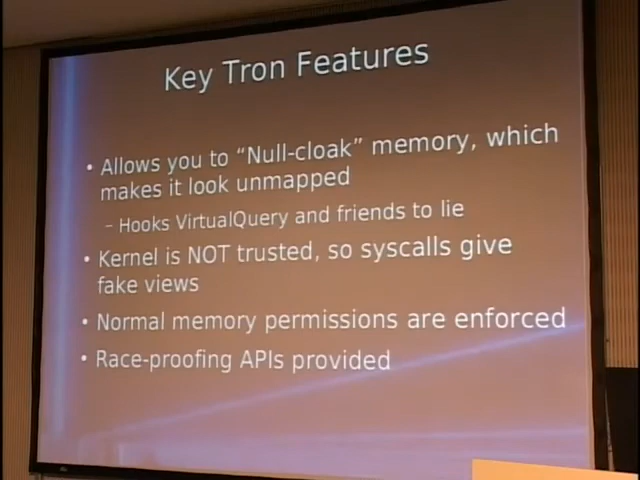 Key Tron Features
• Allows you to “Null-cloak” memory, which
makes it look unmapped
– Hooks VirtualQuery and friends to lie
• Kernel is NOT trusted, so syscalls give
fake views
• Normal memory permissions are enforced
• Race-proofing APIs provided